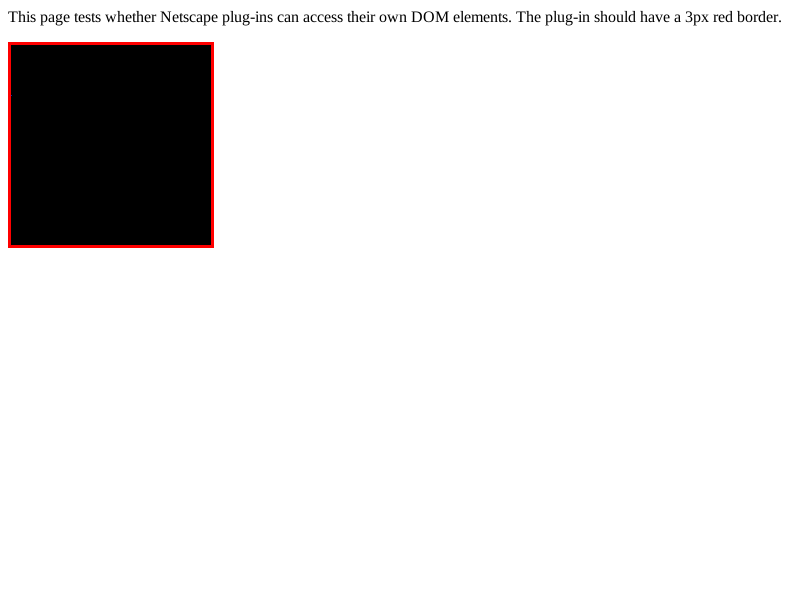 This page tests whether Netscape plug-ins can access their own DOM elements. The plug-in should have a 3px red border.